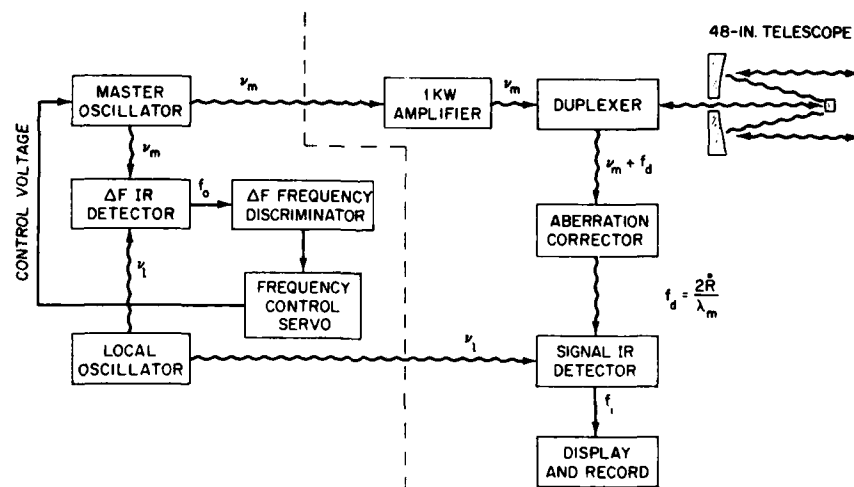 48-IN. TELESCOPE
MASTER
OSCILLATOR
ν_m
1 KW
AMPLIFIER
ν_m
DUPLEXER
ν_m
ν_m + f_d
CONTROL VOLTAGE
ΔF IR
DETECTOR
f_o
ΔF FREQUENCY
DISCRIMINATOR
ABERRATION
CORRECTOR
ν_l
FREQUENCY
CONTROL
SERVO
f_d = 2Ṙ/λ_m
LOCAL
OSCILLATOR
ν_l
SIGNAL IR
DETECTOR
f_i
DISPLAY
AND RECORD